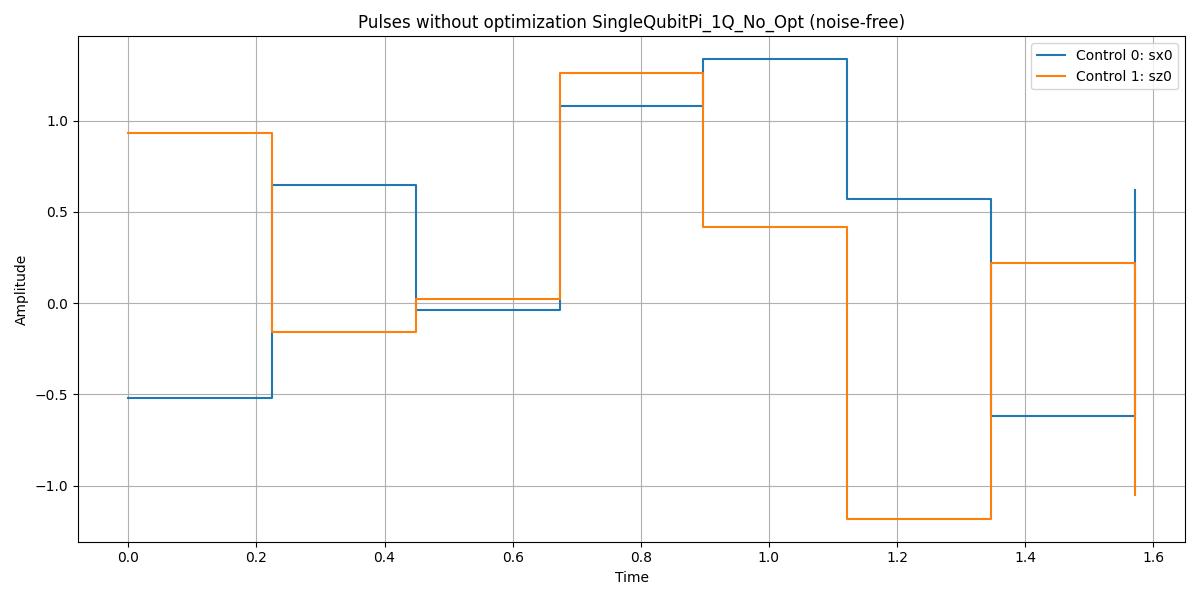 Pulses without optimization SingleQubitPi_1Q_No_Opt (noise-free)
Control 0: sx0
Control 1: sz0
Amplitude
1.0
0.5
0.0
−0.5
−1.0
0.0 0.2 0.4 0.6 0.8 1.0 1.2 1.4 1.6
Time